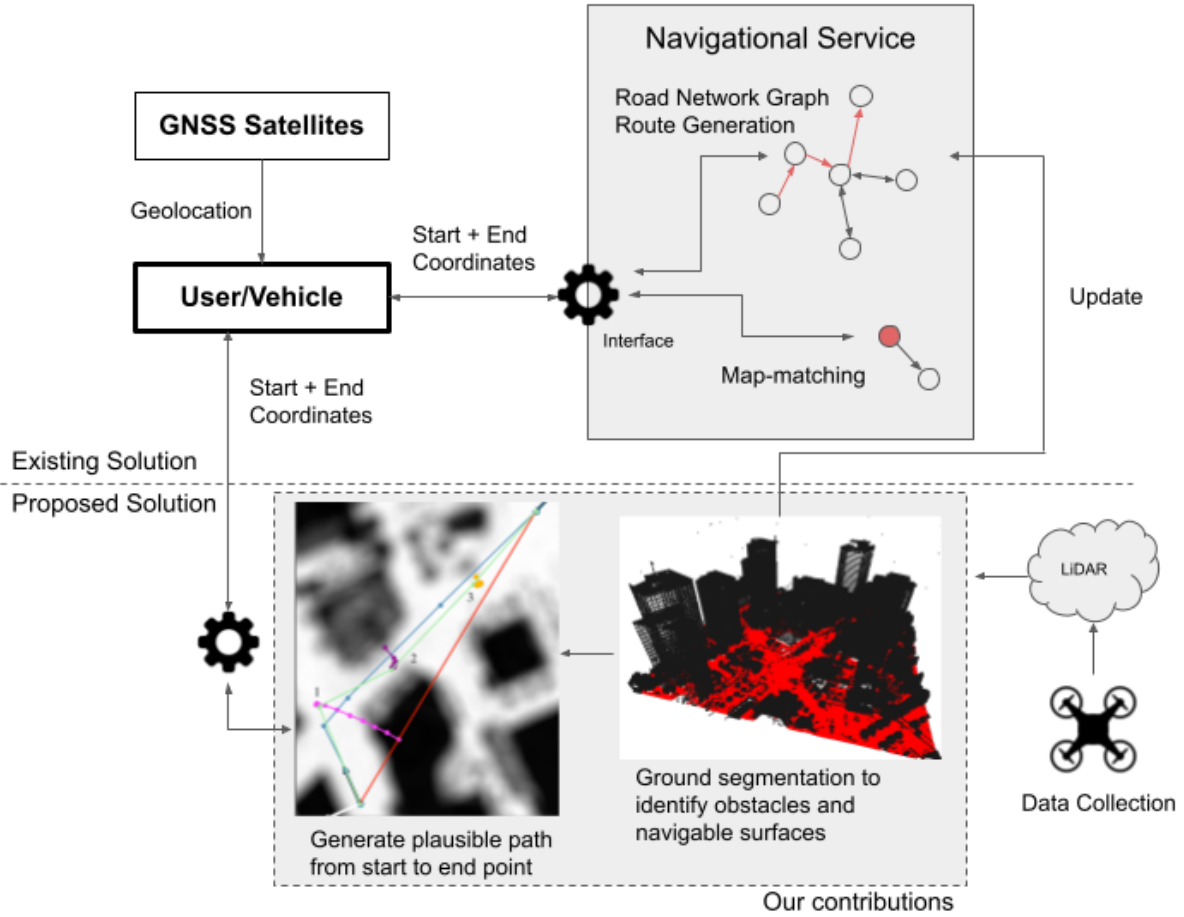 Navigational Service
Road Network Graph
Route Generation
GNSS Satellites
Geolocation
Start + End
Coordinates
User/Vehicle
Interface
Update
Map-matching
Start + End
Coordinates
Existing Solution
Proposed Solution
1
2
3
LiDAR
Ground segmentation to
identify obstacles and
navigable surfaces
Data Collection
Generate plausible path
from start to end point
Our contributions